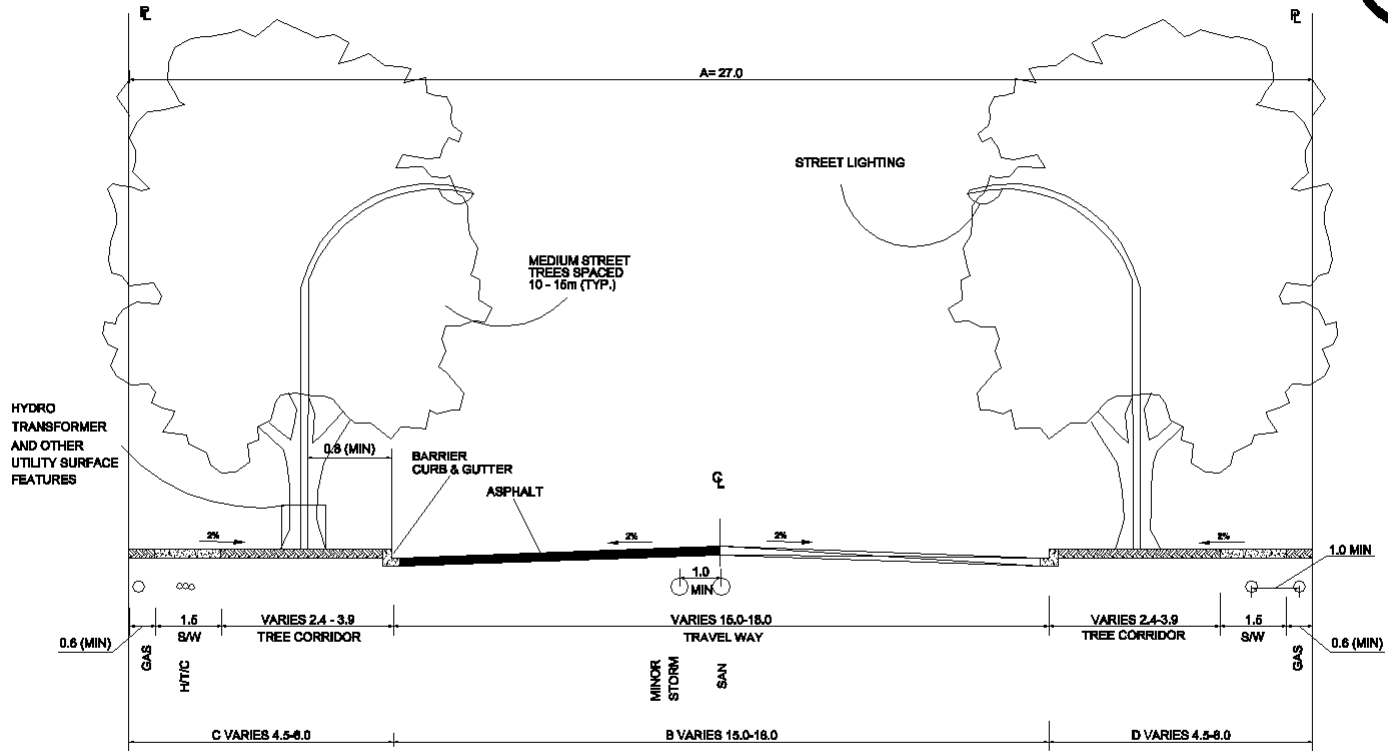 PL
PL
A= 27.0
STREET LIGHTING
MEDIUM STREET
TREES SPACED
10 - 15m (TYP.)
HYDRO
TRANSFORMER
AND OTHER
UTILITY SURFACE
FEATURES
0.8 (MIN)
BARRIER
CURB & GUTTER
ASPHALT
CL
2%
2%
2%
2%
1.0
MIN
1.0 MIN
0.6 (MIN)
GAS
1.5
S/W
H/T/C
VARIES 2.4 - 3.9
TREE CORRIDOR
VARIES 15.0-18.0
TRAVEL WAY
MINOR
STORM
SAN
VARIES 2.4-3.9
TREE CORRIDOR
1.5
S/W
GAS
0.6 (MIN)
C VARIES 4.5-6.0
B VARIES 15.0-18.0
D VARIES 4.5-6.0